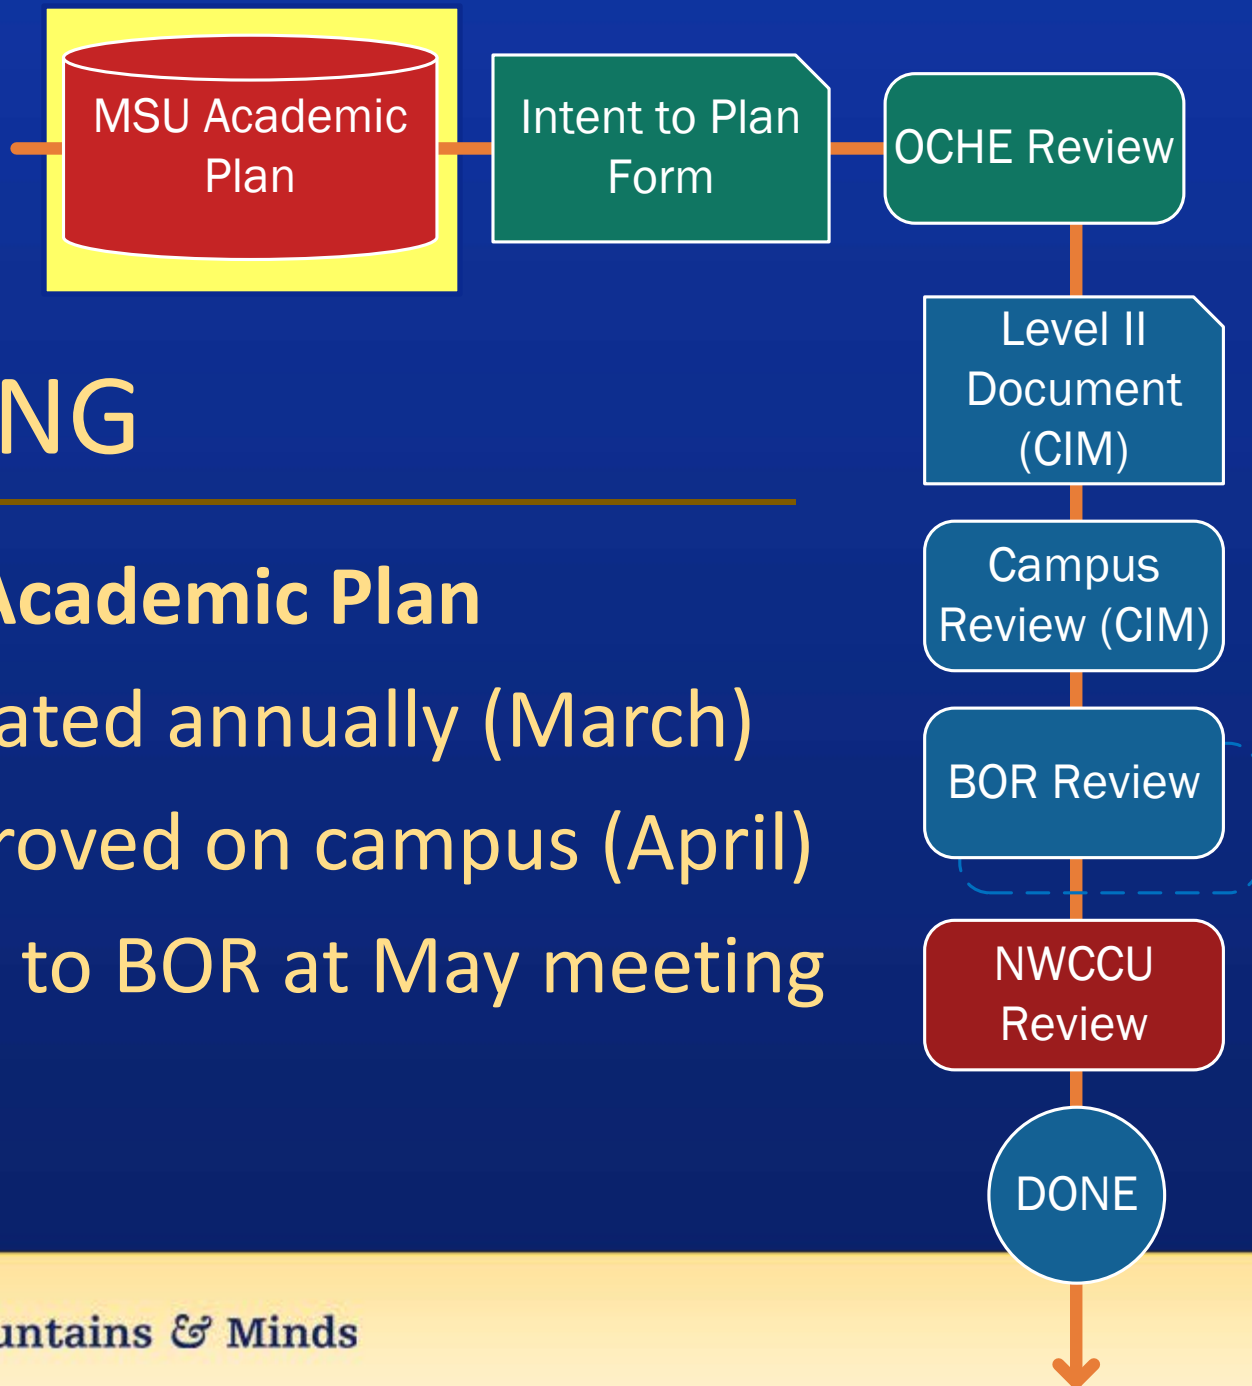 MSU Academic
Plan
Intent to Plan
Form
OCHE Review
Level II
Document
(CIM)
NG
Campus
Review (CIM)
Academic Plan
ated annually (March)
BOR Review
roved on campus (April)
to BOR at May meeting
NWCCU
Review
DONE
untains & Minds